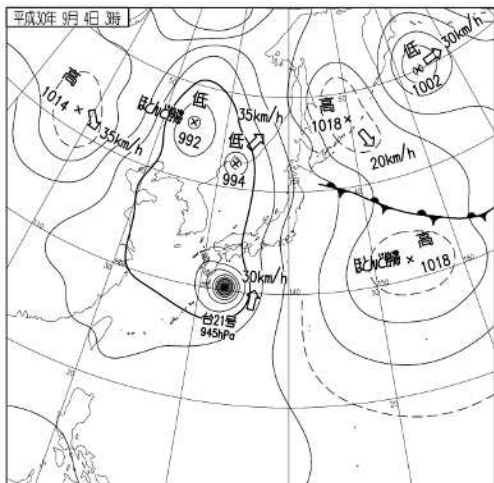 平成30年 9月 4日 3時
高
1014
35km/h
ほとんど停滞
低
992
低
994
35km/h
高
1018
20km/h
低
1002
30km/h
ほとんど停滞
高
1018
30km/h
台21号
945hPa
140